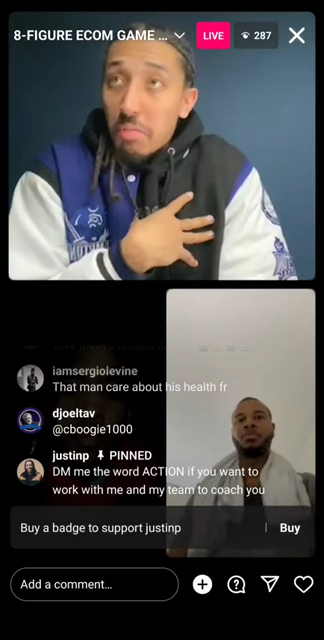 8-FIGURE ECOM GAME ...
LIVE
287
iamsergiolevine
That man care about his health fr
djoeltav
@cboogie1000
justinp PINNED
DM me the word ACTION if you want to
work with me and my team to coach you
Buy a badge to support justinp
Buy
Add a comment...